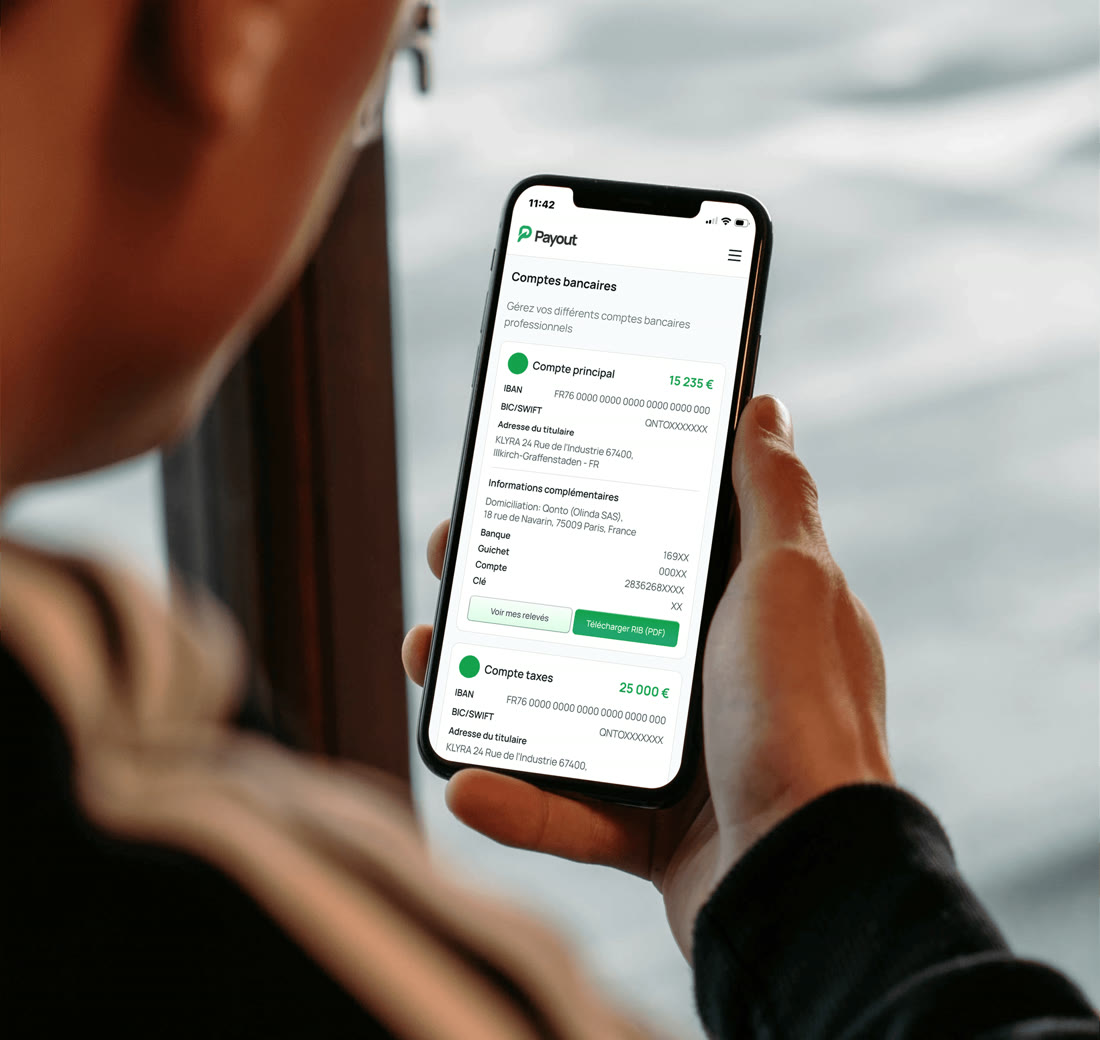 11:42
Payout
Comptes bancaires
Gérez vos différents comptes bancaires
professionnels
Compte principal
15 235 €
IBAN
FR76 0000 0000 0000 0000 0000 000
BIC/SWIFT
QNTOXXXXXXX
Adresse du titulaire
KLYRA 24 Rue de l'Industrie 67400,
Illkirch-Graffenstaden - FR
Informations complémentaires
Domiciliation: Qonto (Olinda SAS),
18 rue de Navarin, 75009 Paris, France
Banque
169XX
Guichet
000XX
Compte
2836268XXXX
Clé
XX
Voir mes relevés
Télécharger RIB (PDF)
Compte taxes
25 000 €
IBAN
FR76 0000 0000 0000 0000 0000 000
BIC/SWIFT
QNTOXXXXXXX
Adresse du titulaire
KLYRA 24 Rue de l'Industrie 67400,